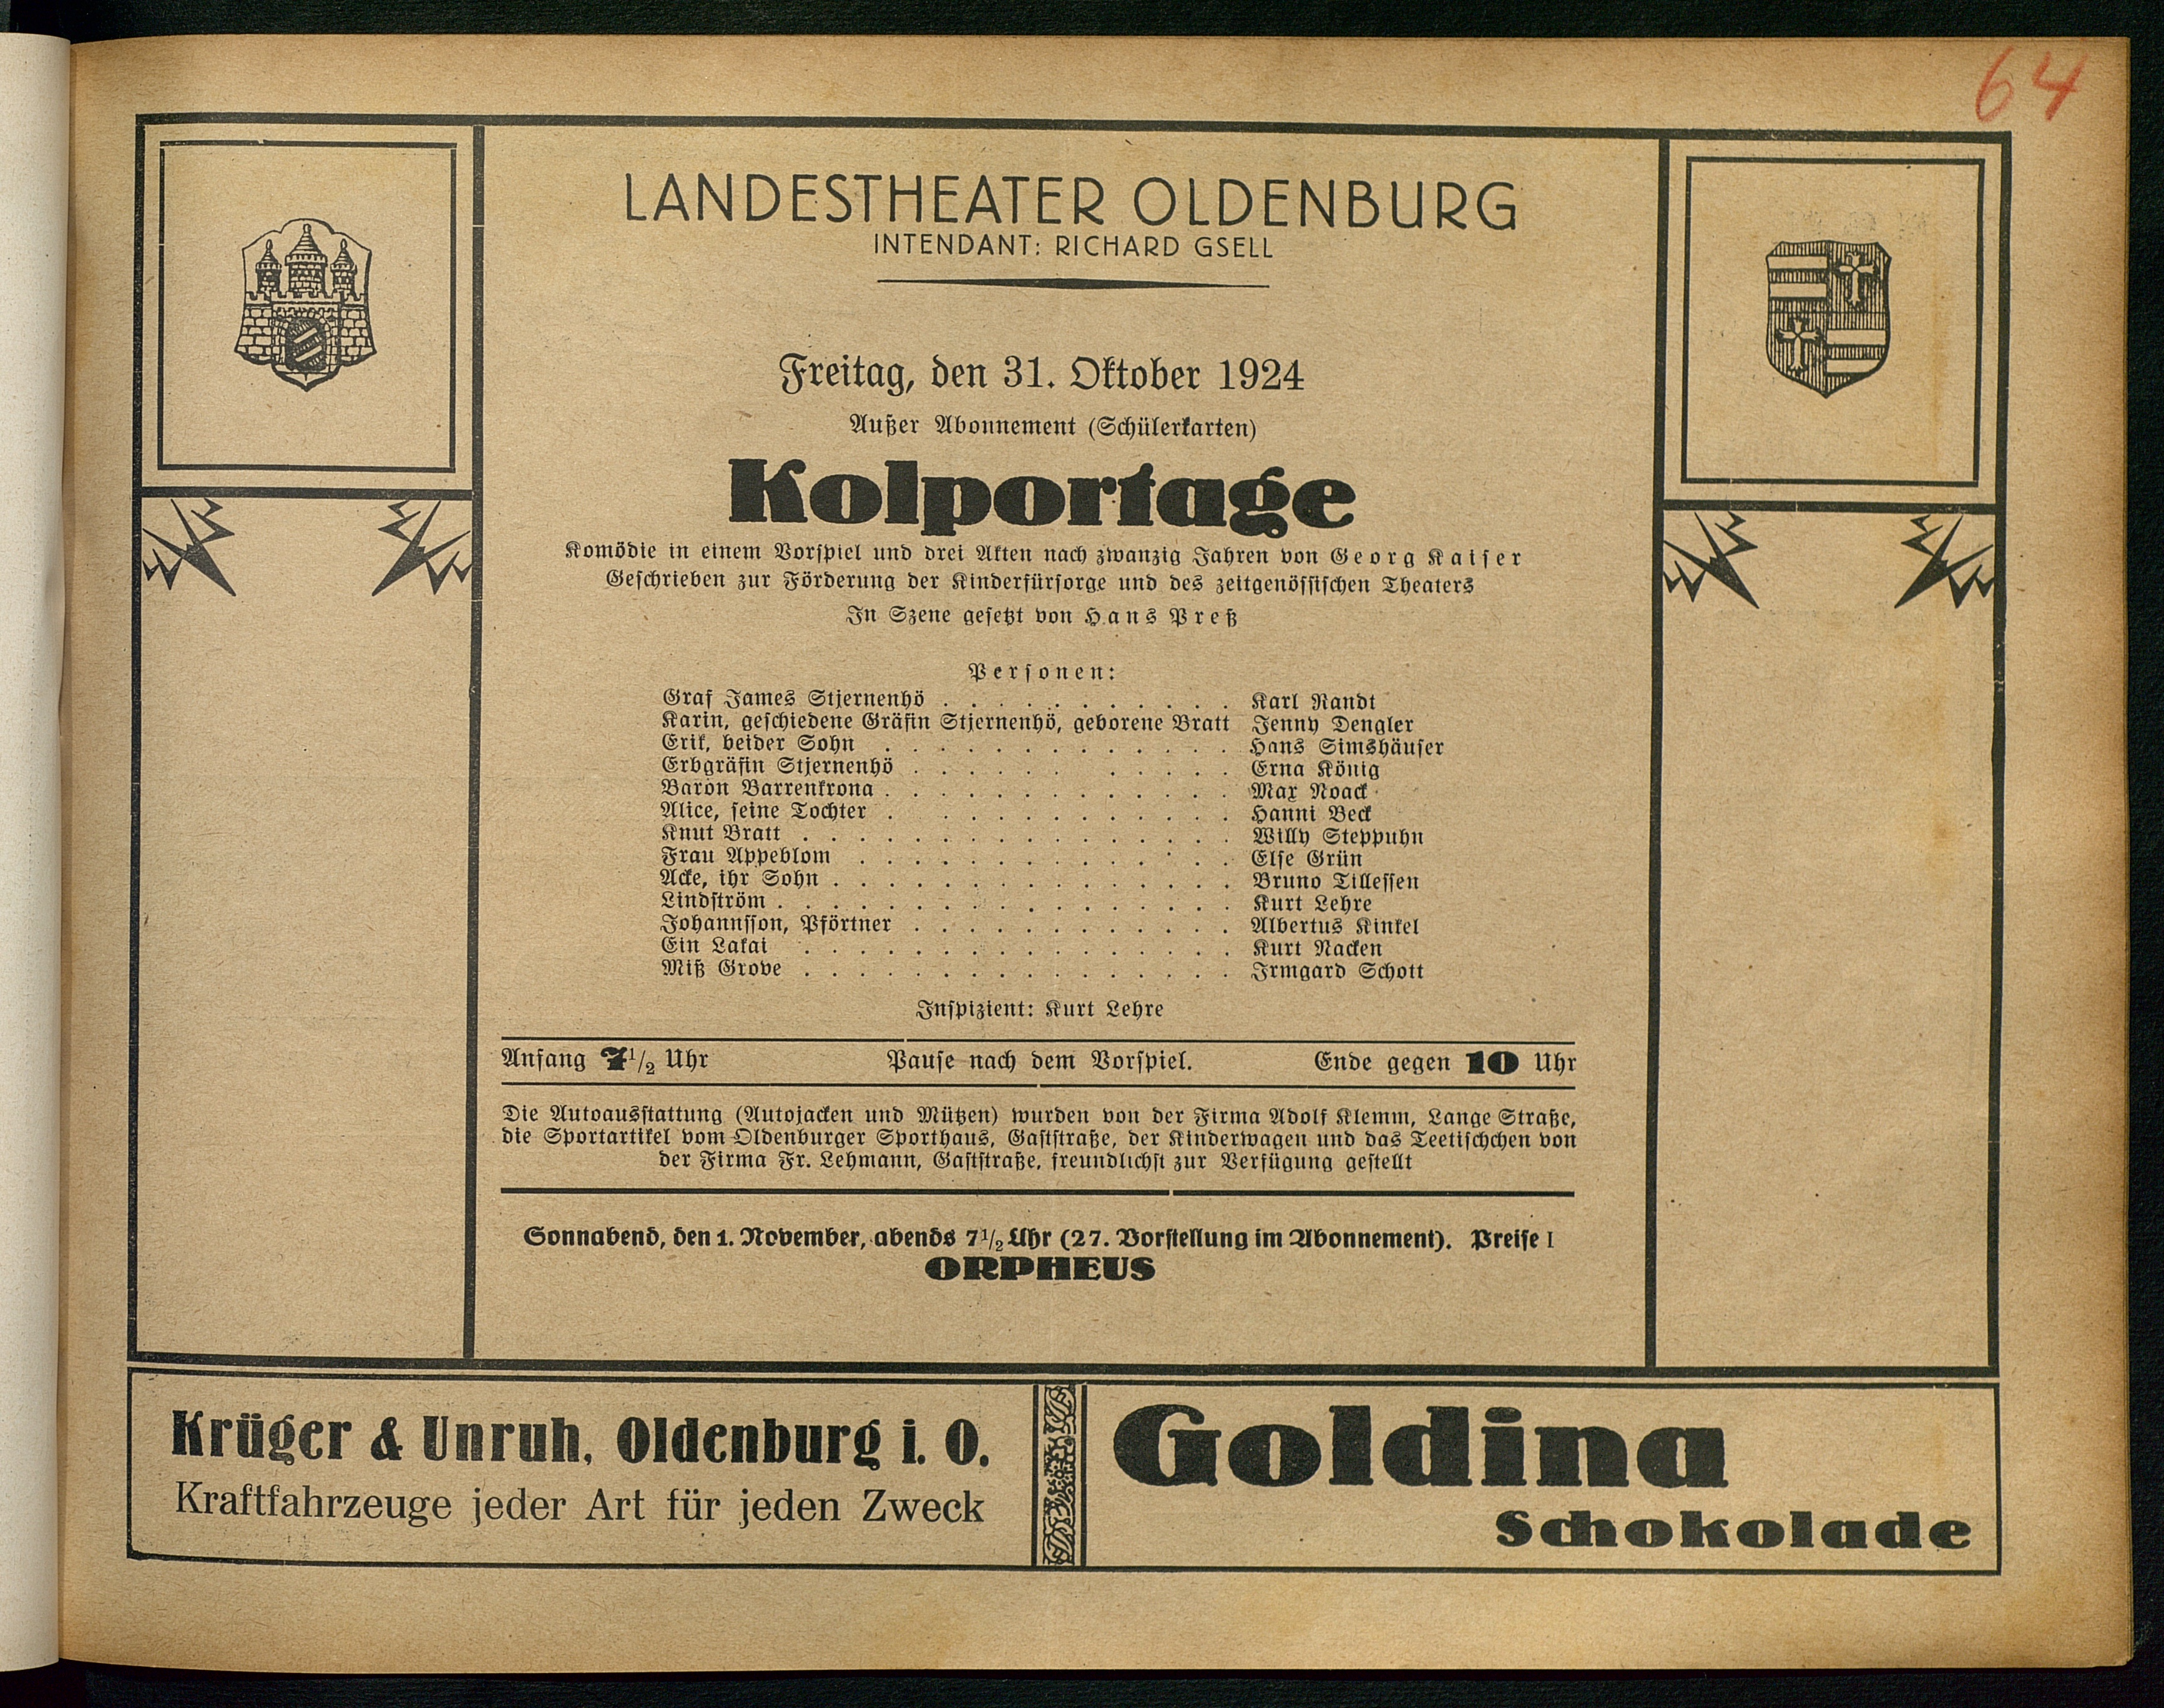 64
LANDESTHEATER OLDENBURG
INTENDANT: RICHARD GSELL
Freitag, den 31. Oktober 1924
Außer Abonnement (Schülerkarten)
Kolportage
Komödie in einem Vorspiel und drei Akten nach zwanzig Jahren von Georg Kaiser
Geschrieben zur Förderung der Kinderfürsorge und des zeitgenössischen Theaters
In Szene gesetzt von Hans Preß
Personen:
Graf James Stjernenhö . . . . . . . . . . . Karl Randt
Karin, geschiedene Gräfin Stjernenhö, geborene Bratt Jenny Dengler
Erik, beider Sohn . . . . . . . . . . . . . Hans Simshäuser
Erbgräfin Stjernenhö . . . . . . . . . . . Erna König
Baron Barrenkrona . . . . . . . . . . . . . Max Noack
Alice, seine Tochter . . . . . . . . . . . . Hanni Beck
Knut Bratt . . . . . . . . . . . . . . . . Willy Steppuhn
Frau Appeblom . . . . . . . . . . . . . . Else Grün
Acke, ihr Sohn . . . . . . . . . . . . . . . Bruno Tillessen
Lindström . . . . . . . . . . . . . . . . . Kurt Lehre
Johannsson, Pförtner . . . . . . . . . . . . Albertus Kinkel
Ein Lakai . . . . . . . . . . . . . . . . Kurt Nacken
Miß Grove . . . . . . . . . . . . . . . . Irmgard Schott
Inspizient: Kurt Lehre
Anfang 7½ Uhr Pause nach dem Vorspiel. Ende gegen 10 Uhr
Die Autoausstattung (Autojacken und Mützen) wurden von der Firma Adolf Klemm, Lange Straße,
die Sportartikel vom Oldenburger Sporthaus, Gaststraße, der Kinderwagen und das Teetischchen von
der Firma Fr. Lehmann, Gaststraße, freundlichst zur Verfügung gestellt
Sonnabend, den 1. November, abends 7½ Uhr (27. Vorstellung im Abonnement). Preise I
ORPHEUS
Krüger & Unruh, Oldenburg i. O.
Kraftfahrzeuge jeder Art für jeden Zweck
Goldina
Schokolade